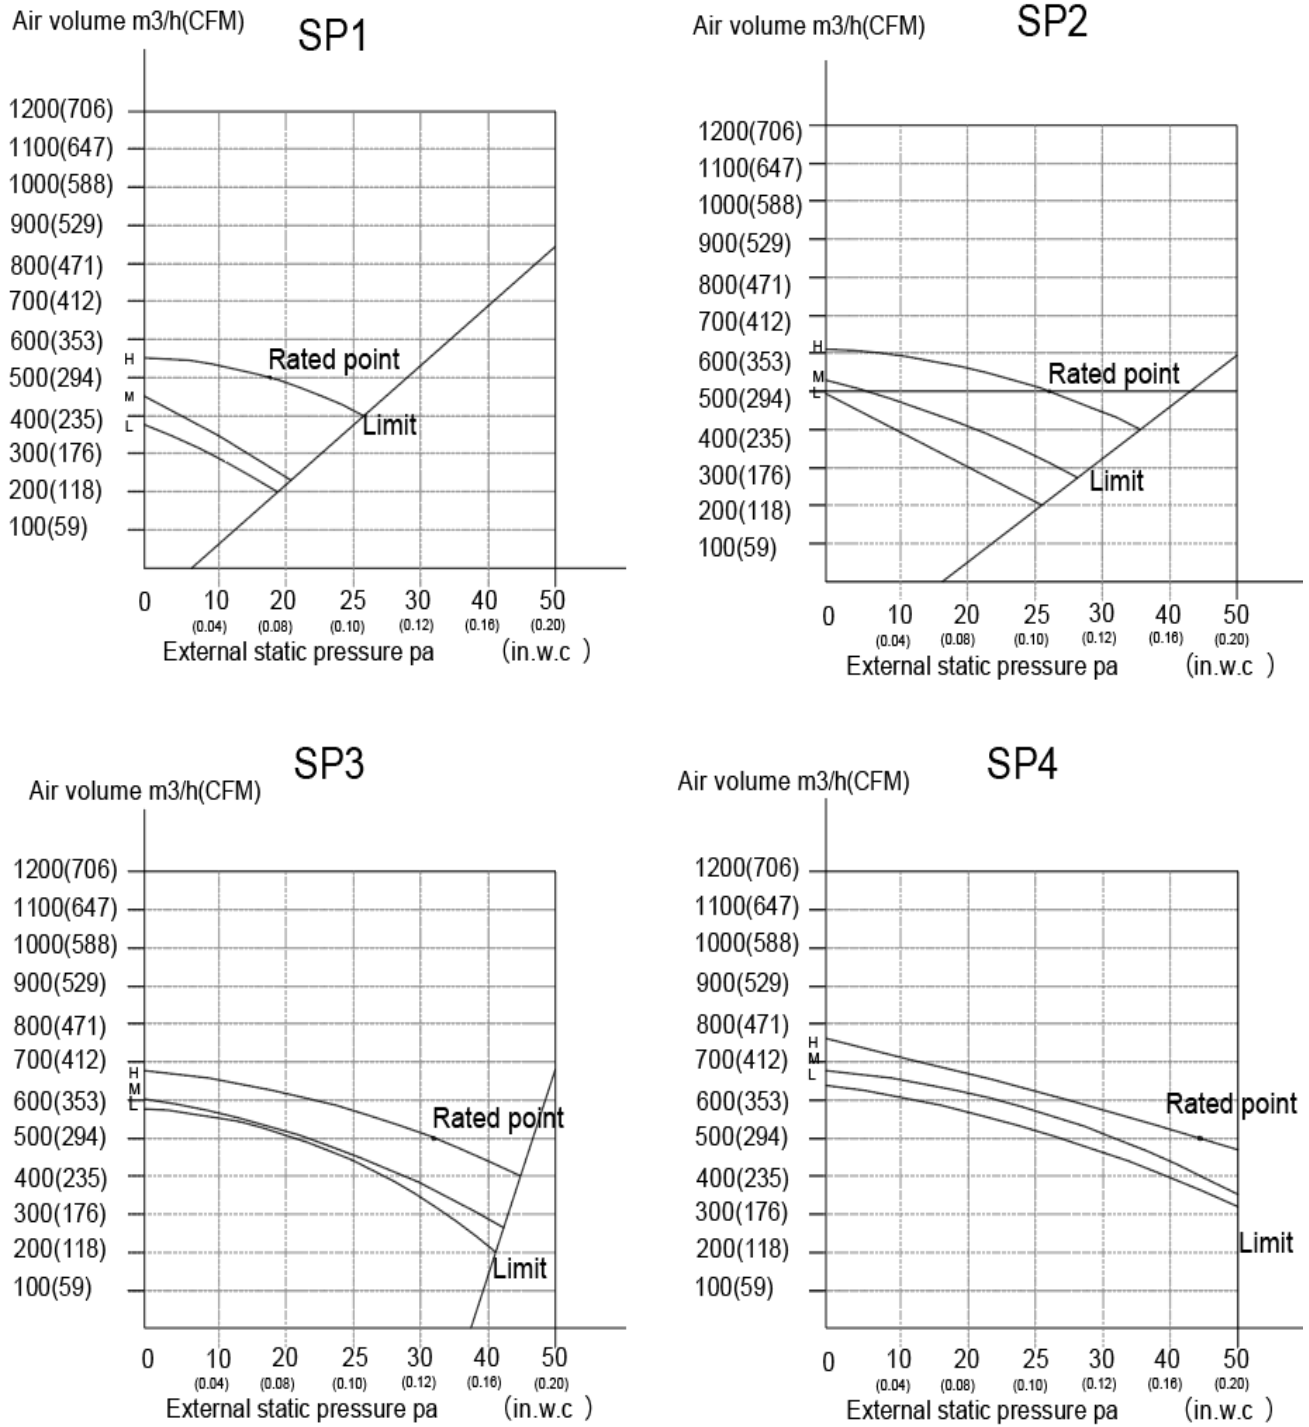 Air volume m3/h(CFM)
SP1
1200(706)
1100(647)
1000(588)
900(529)
800(471)
700(412)
600(353)
H
Rated point
500(294)
M
400(235)
L
Limit
300(176)
200(118)
100(59)
0 10 20 25 30 40 50
(0.04) (0.08) (0.10) (0.12) (0.16) (0.20)
External static pressure pa (in.w.c )
Air volume m3/h(CFM)
SP2
1200(706)
1100(647)
1000(588)
900(529)
800(471)
700(412)
H
600(353)
Rated point
M
L
500(294)
400(235)
300(176)
Limit
200(118)
100(59)
0 10 20 25 30 40 50
(0.04) (0.08) (0.10) (0.12) (0.16) (0.20)
External static pressure pa (in.w.c )
SP3
Air volume m3/h(CFM)
1200(706)
1100(647)
1000(588)
900(529)
800(471)
700(412)
H
M
600(353)
L
Rated point
500(294)
400(235)
300(176)
200(118)
Limit
100(59)
0 10 20 25 30 40 50
(0.04) (0.08) (0.10) (0.12) (0.16) (0.20)
External static pressure pa (in.w.c )
SP4
Air volume m3/h(CFM)
1200(706)
1100(647)
1000(588)
900(529)
800(471)
H
700(412)
M
L
600(353)
Rated point
500(294)
400(235)
300(176)
200(118)
Limit
100(59)
0 10 20 25 30 40 50
(0.04) (0.08) (0.10) (0.12) (0.16) (0.20)
External static pressure pa (in.w.c )